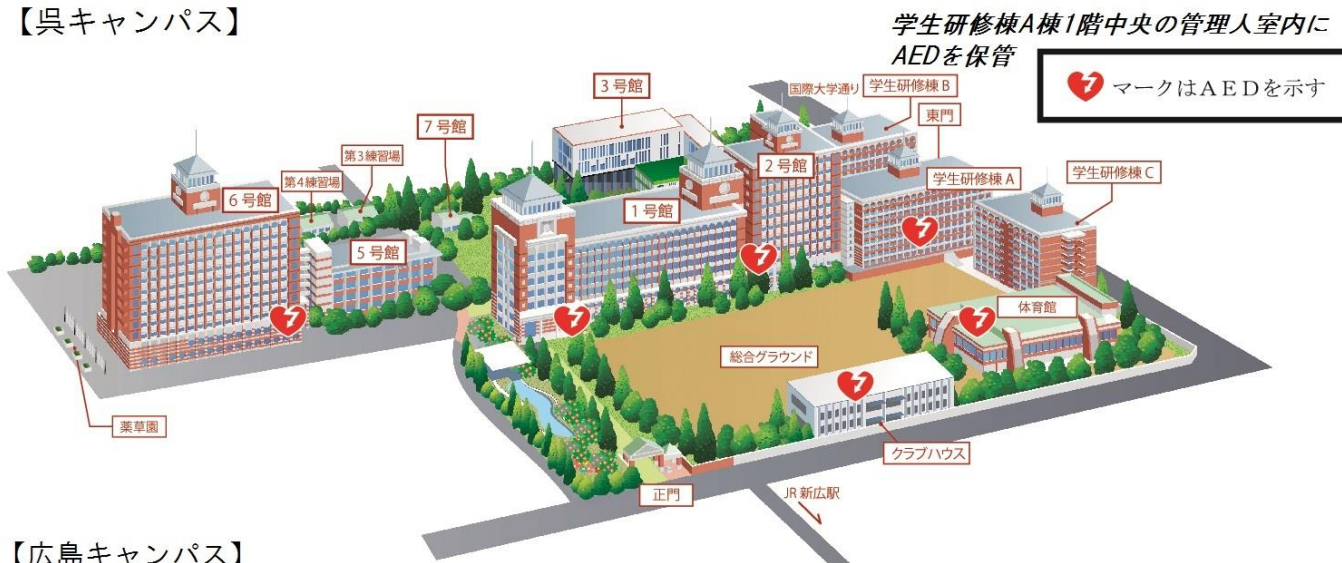 【呉キャンパス】
学生研修棟A棟1階中央の管理人室内に
AEDを保管
マークはAEDを示す
3号館
国際大学通り
学生研修棟B
東門
7号館
第3練習場
第4練習場
2号館
6号館
学生研修棟A
学生研修棟C
1号館
5号館
体育館
総合グラウンド
薬草園
クラブハウス
正門
JR新広駅
【広島キャンパス】